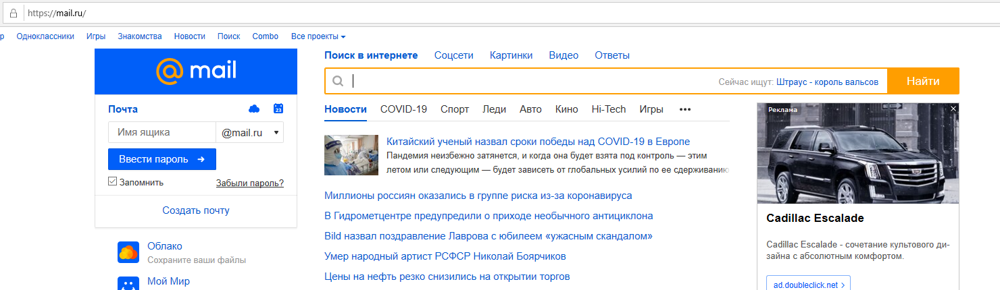 https://mail.ru/
Одноклассники Игры Знакомства Новости Поиск Combo Все проекты
@mail
Почта 23
Имя ящика @mail.ru
Ввести пароль →
Запомнить Забыли пароль?
Создать почту
Облако
Сохраните ваши файлы
Мой Мир
Поиск в интернете Соцсети Картинки Видео Ответы
Сейчас ищут: Штраус - король вальсов Найти
Новости COVID-19 Спорт Леди Авто Кино Hi-Tech Игры •••
Китайский ученый назвал сроки победы над COVID-19 в Европе
Пандемия неизбежно затянется, и когда она будет взята под контроль — этим
летом или следующим — будет зависеть от глобальных усилий по ее сдерживанию
Миллионы россиян оказались в группе риска из-за коронавируса
В Гидрометцентре предупредили о приходе необычного антициклона
Bild назвал поздравление Лаврова с юбилеем «ужасным скандалом»
Умер народный артист РСФСР Николай Боярчиков
Цены на нефть резко снизились на открытии торгов
Реклама
Cadillac Escalade
Cadillac Escalade - сочетание культового ди-
зайна с абсолютным комфортом.
ad.doubleclick.net >